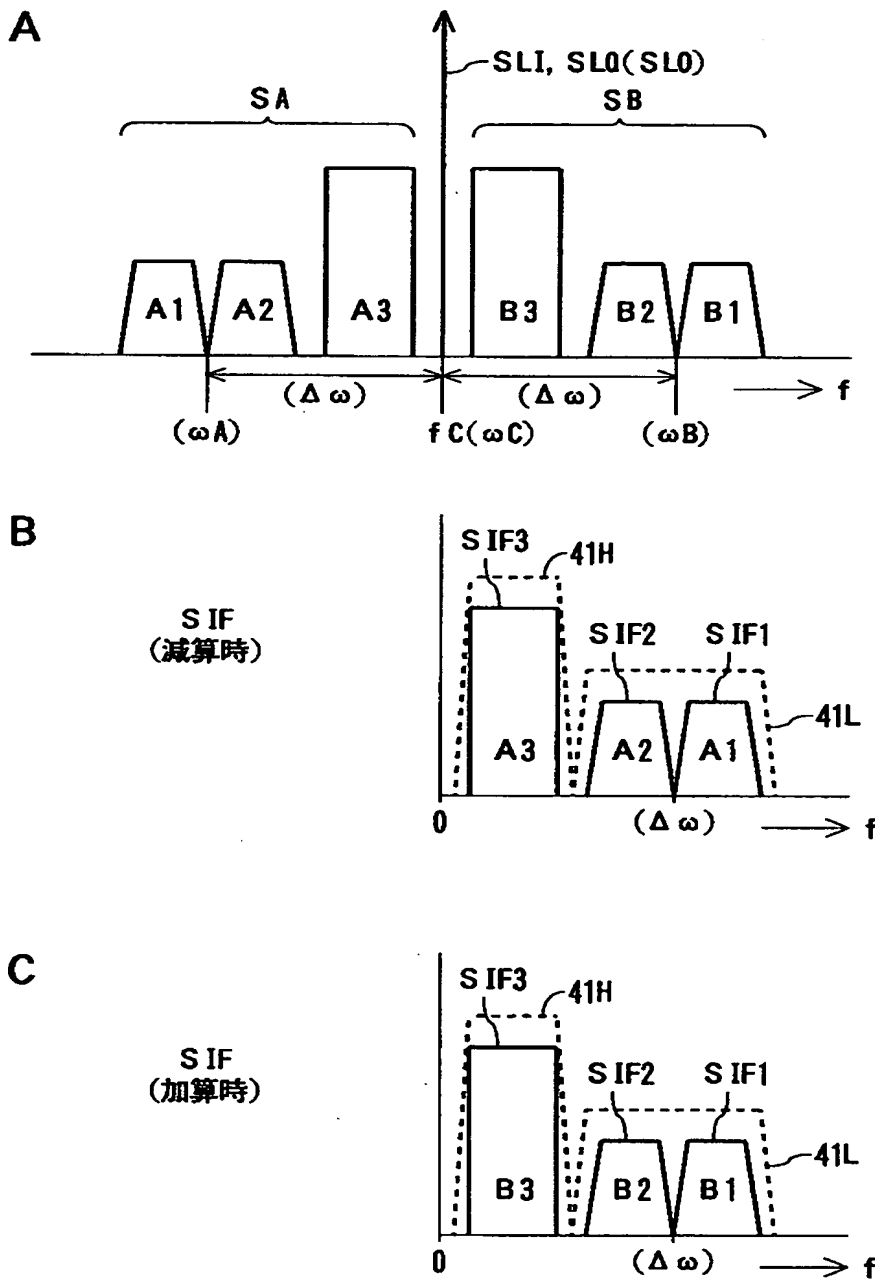 A
SLI, SLQ(SLO)
SA
SB
A1
A2
A3
B3
B2
B1
(Δω)
(Δω)
f
(ωA)
fC(ωC)
(ωB)
B
SIF
(減算時)
SIF3
41H
SIF2
SIF1
41L
A3
A2
A1
0
(Δω)
f
C
SIF
(加算時)
SIF3
41H
SIF2
SIF1
41L
B3
B2
B1
0
(Δω)
f